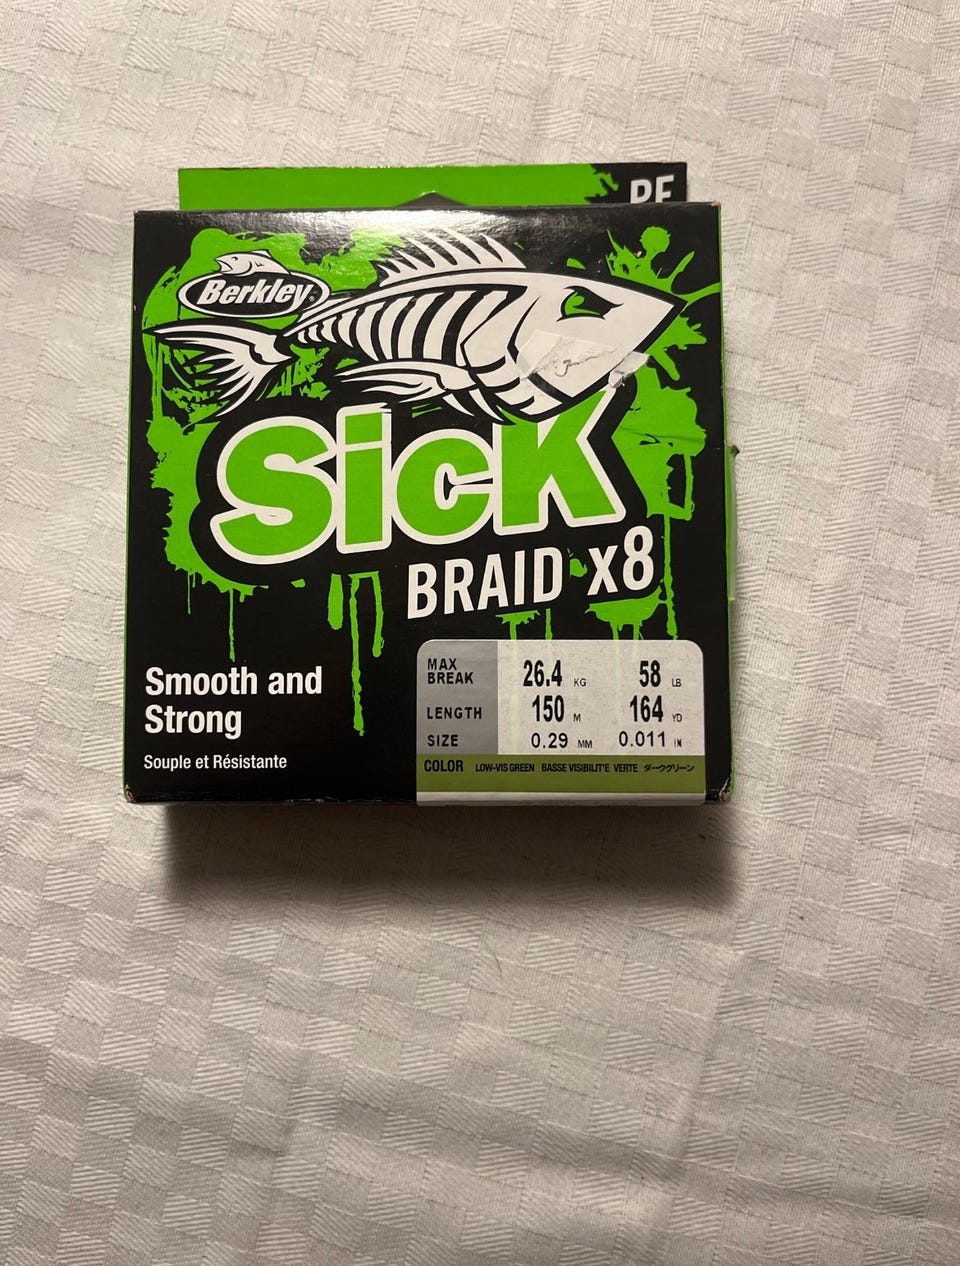 PE
Berkley
Sick
BRAID x8
Smooth and
Strong
Souple et Résistante
MAX BREAK 26.4 KG 58 LB
LENGTH 150 M 164 YD
SIZE 0.29 MM 0.011 IN
COLOR LOW-VIS GREEN BASSE VISIBILIT'E VERTE ダークグリーン